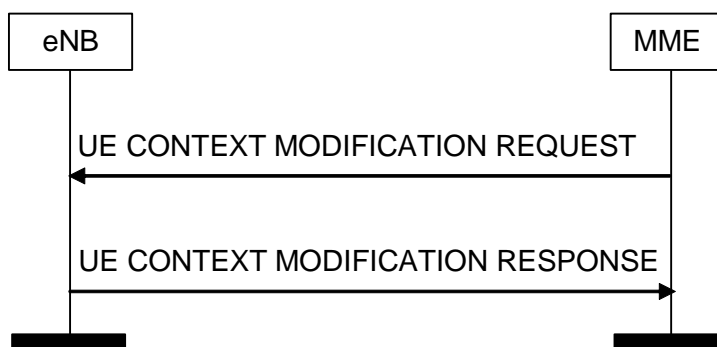 eNB
MME
UE CONTEXT MODIFICATION REQUEST
UE CONTEXT MODIFICATION RESPONSE